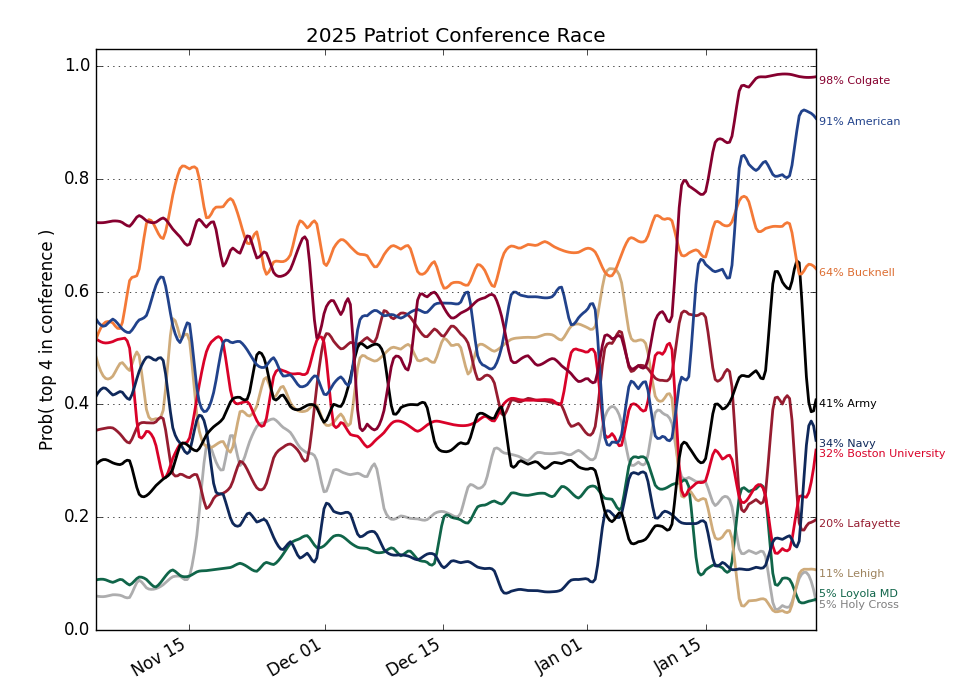 2025 Patriot Conference Race
Prob( top 4 in conference )
1.0
0.8
0.6
0.4
0.2
0.0
Nov 15
Dec 01
Dec 15
Jan 01
Jan 15
98% Colgate
91% American
64% Bucknell
41% Army
34% Navy
32% Boston University
20% Lafayette
11% Lehigh
5% Loyola MD
5% Holy Cross